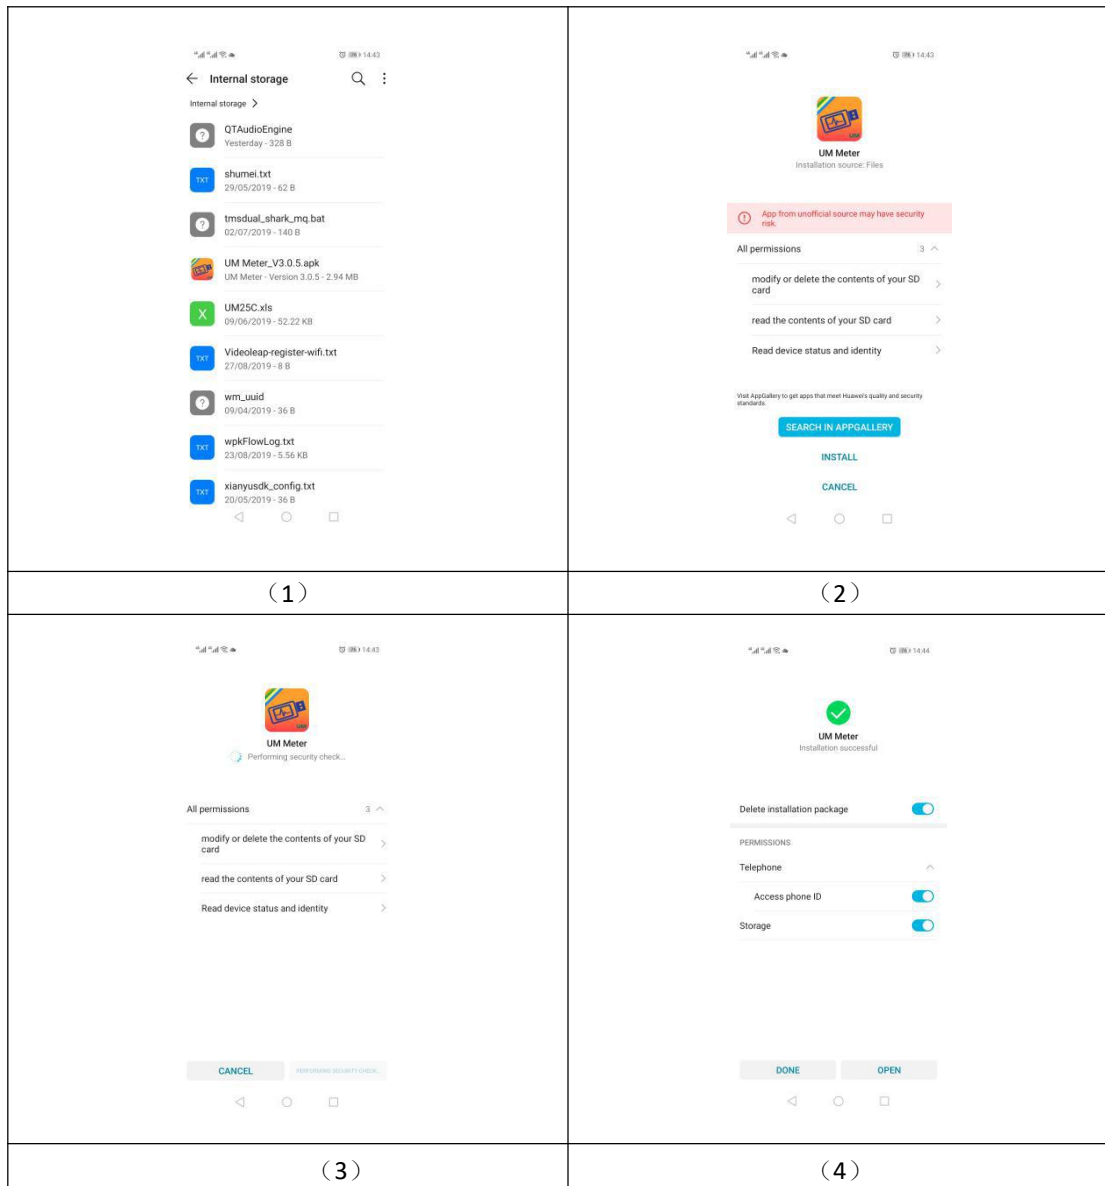 14:43
Internal storage
Internal storage
QTAudioEngine
Yesterday - 328 B
TXT
shumei.txt
29/05/2019 - 62 B
tmsdual_shark_mq.bat
02/07/2019 - 140 B
UM Meter_V3.0.5.apk
UM Meter - Version 3.0.5 - 2.94 MB
X
UM25C.xls
09/06/2019 - 52.22 KB
TXT
Videoleap-register-wifi.txt
27/08/2019 - 8 B
wm_uuid
09/04/2019 - 36 B
TXT
wpkFlowLog.txt
23/08/2019 - 5.56 KB
TXT
xianyusdk_config.txt
20/05/2019 - 36 B
（1）
14:43
UM
UM Meter
Installation source: Files
App from unofficial source may have security
risk.
All permissions 3
modify or delete the contents of your SD
card
read the contents of your SD card
Read device status and identity
Visit AppGallery to get apps that meet Huawei's quality and security
standards.
SEARCH IN APPGALLERY
INSTALL
CANCEL
（2）
14:43
UM
UM Meter
Performing security check...
All permissions 3
modify or delete the contents of your SD
card
read the contents of your SD card
Read device status and identity
CANCEL
PERFORMING SECURITY CHECK...
（3）
14:44
UM Meter
Installation successful
Delete installation package
PERMISSIONS
Telephone
Access phone ID
Storage
DONE
OPEN
（4）